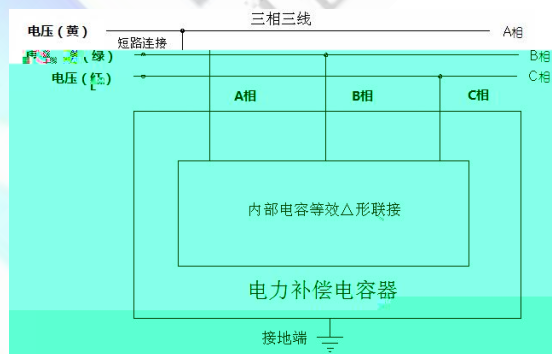 三相三线
电压（黄） A相
短路连接
绿） B相
电压（红） C相
A相 B相 C相
内部电容等效△形联接
电力补偿电容器
接地端